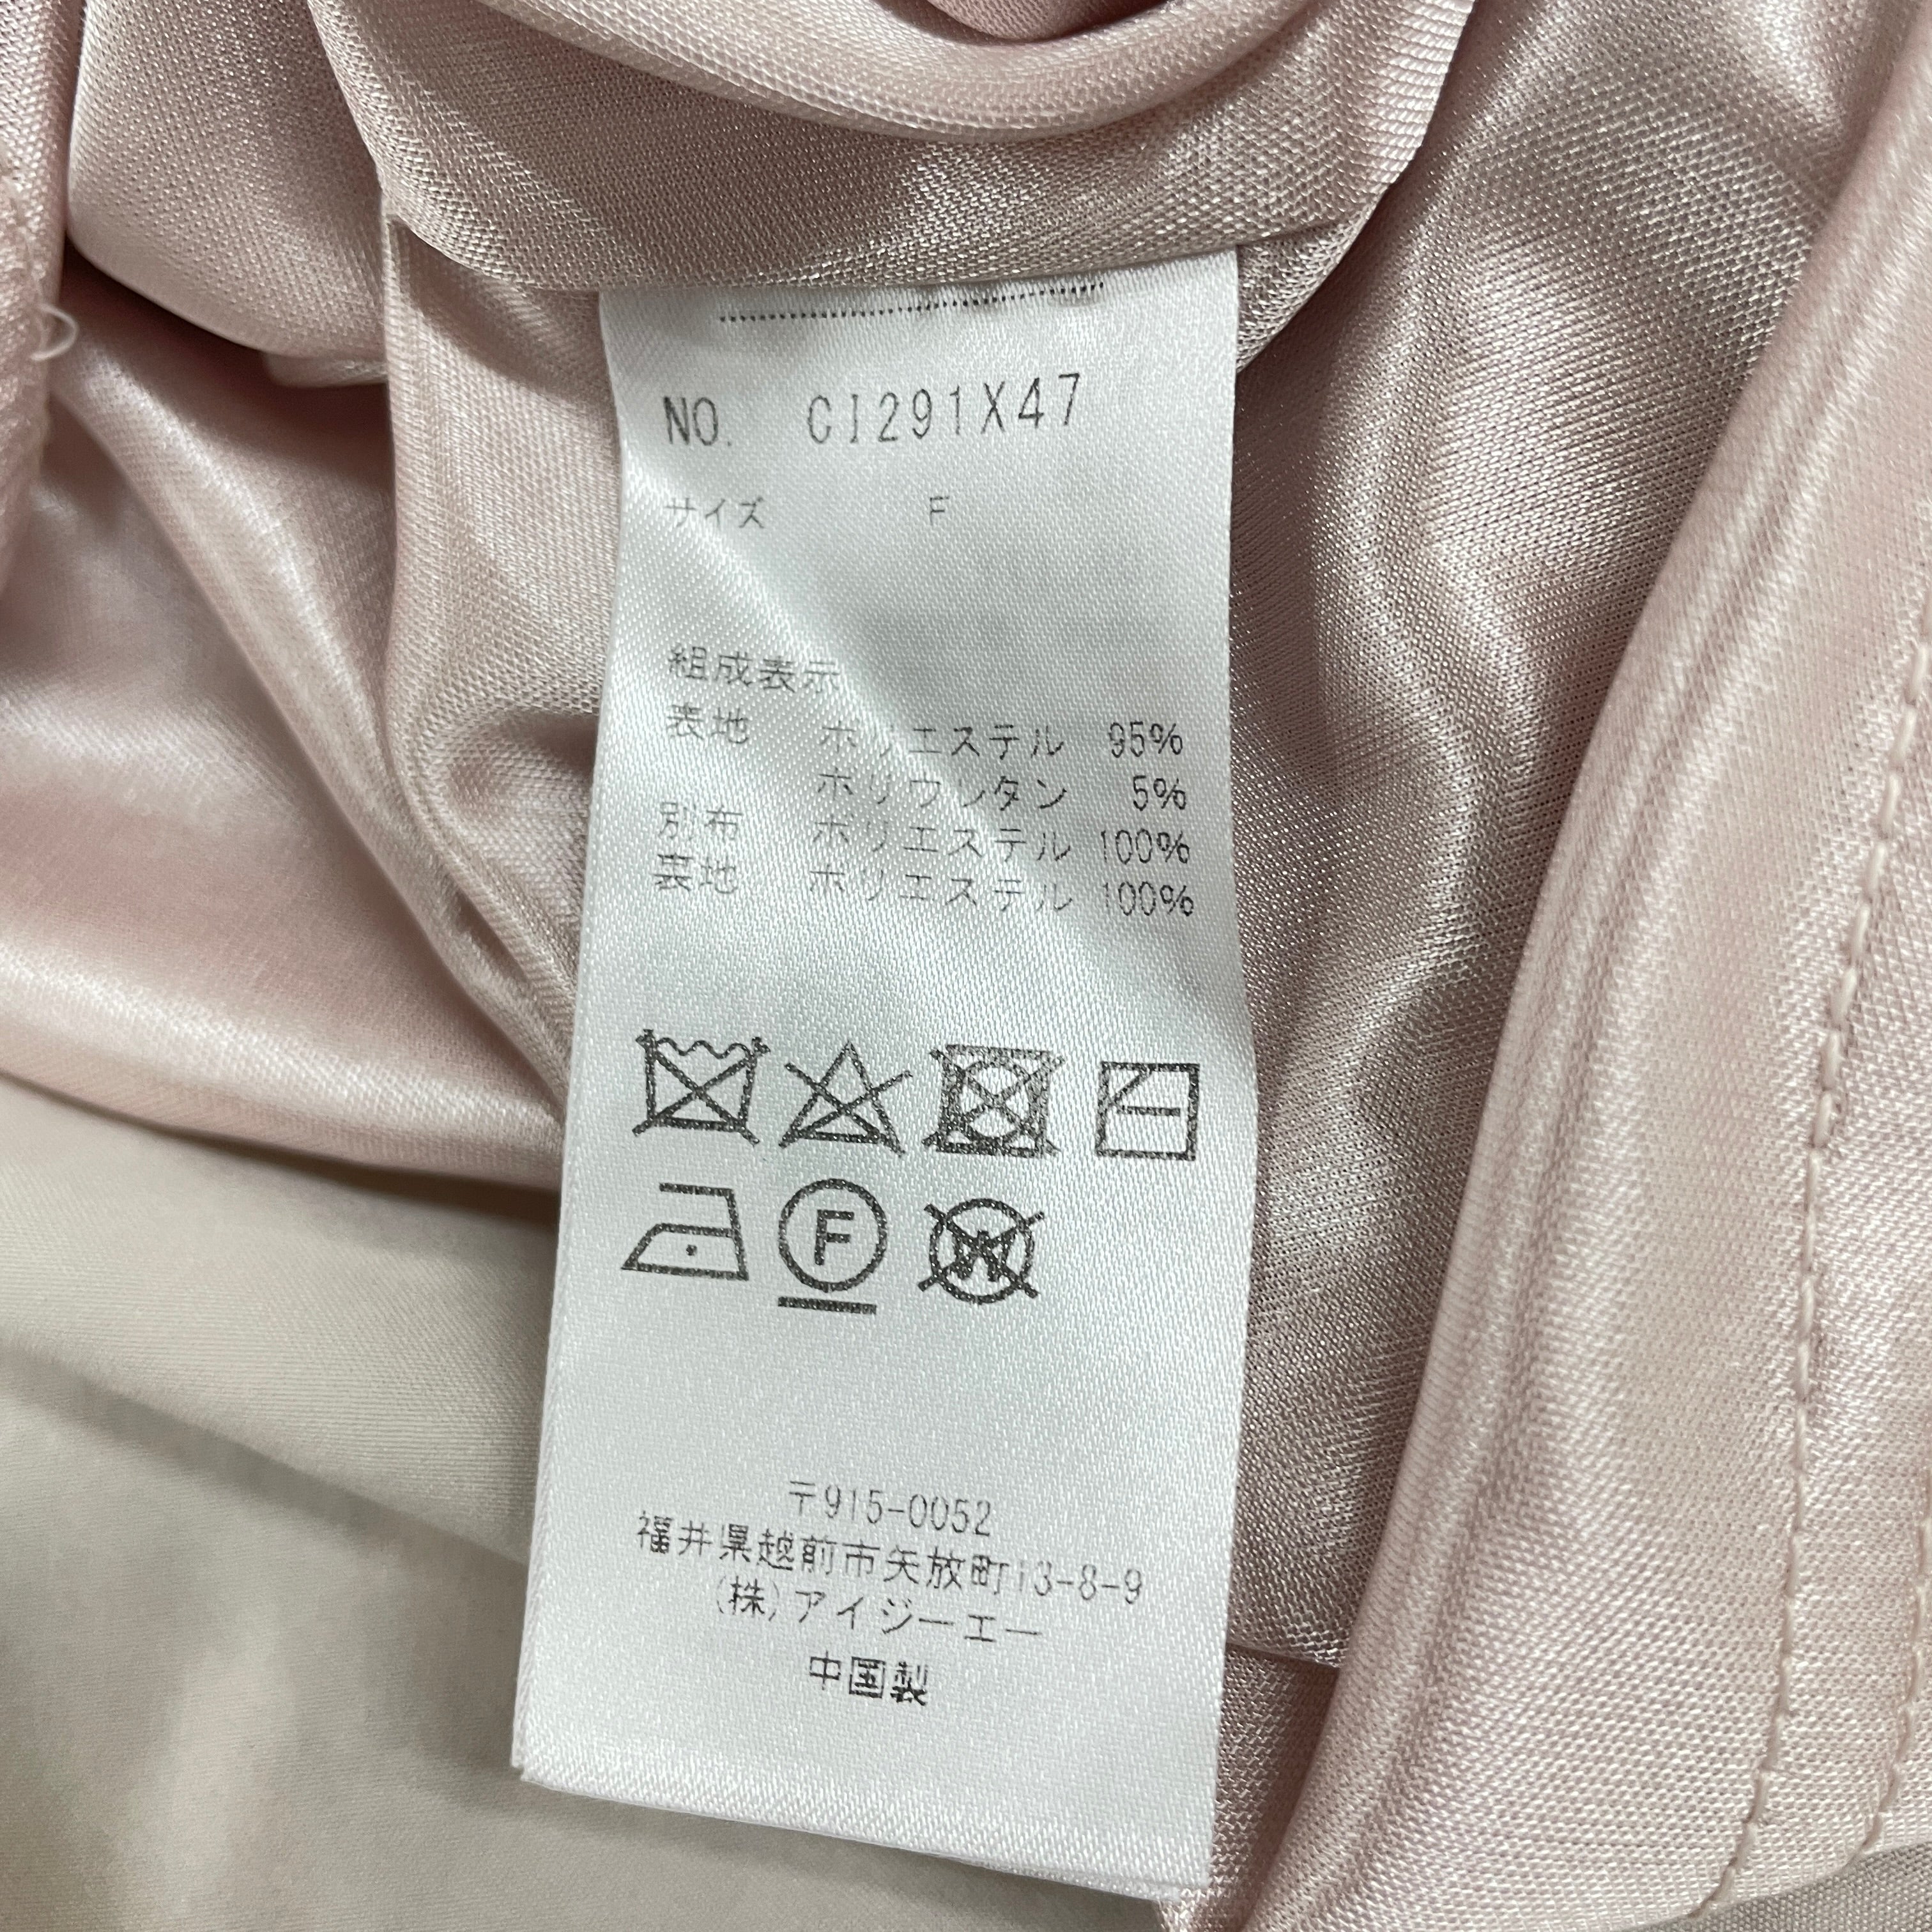 NO. CI291X47
サイズ F
組成表示
表地 ポリエステル 95%
ポリウレタン 5%
別布 ポリエステル 100%
裏地 ポリエステル 100%
F
W
〒915-0052
福井県越前市矢放町13-8-9
(株)アイジーエー
中国製